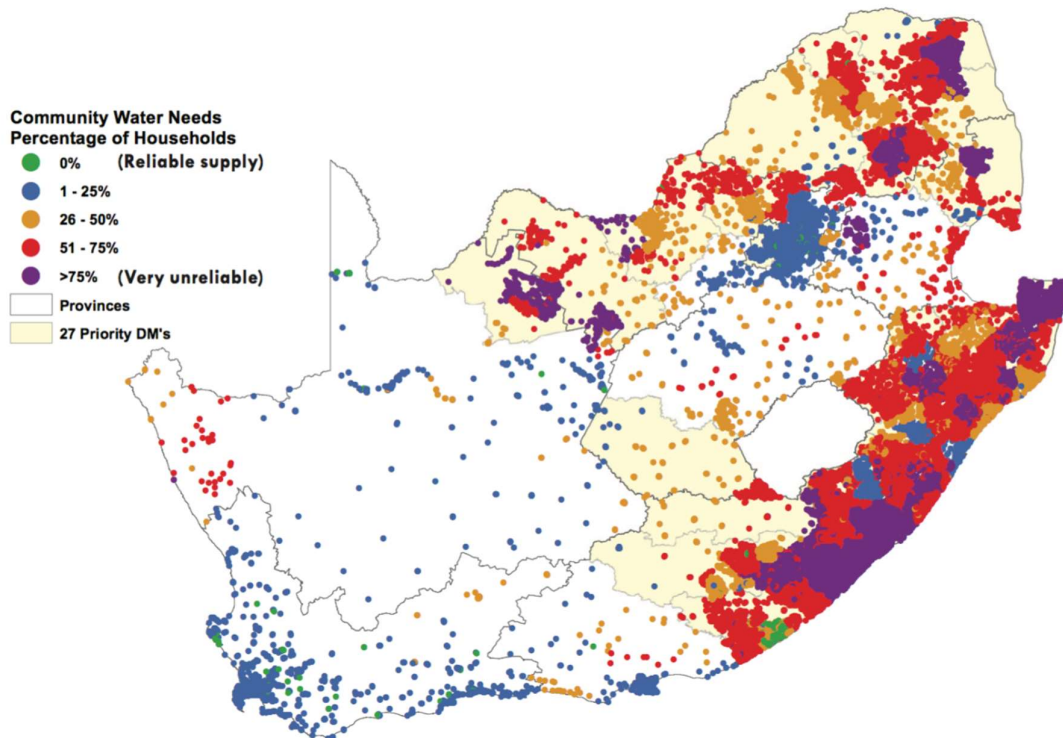 Community Water Needs
Percentage of Households
0% (Reliable supply)
1 - 25%
26 - 50%
51 - 75%
>75% (Very unreliable)
Provinces
27 Priority DM's